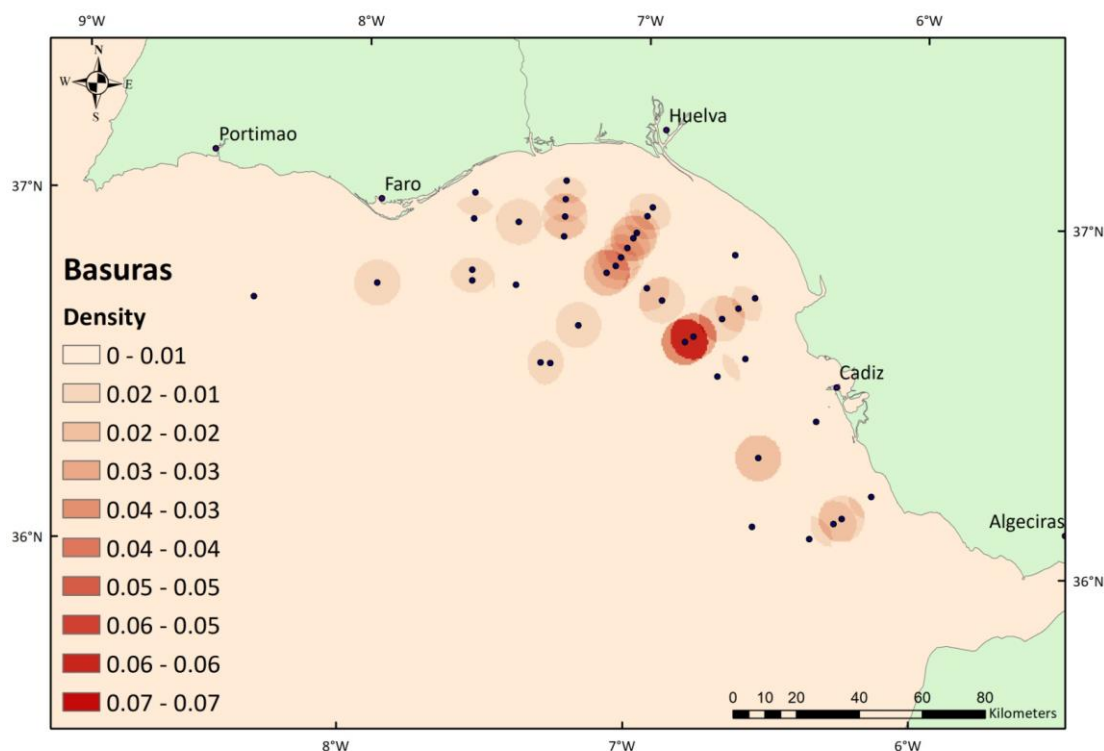 9°W 8°W 7°W 6°W
N
W E
S
Huelva
Portimao
37°N
Faro
37°N
Basuras
Density
0 - 0.01
0.02 - 0.01
0.02 - 0.02
0.03 - 0.03
0.04 - 0.03
0.04 - 0.04
0.05 - 0.05
0.06 - 0.05
0.06 - 0.06
0.07 - 0.07
Cadiz
Algeciras
36°N
36°N
0 10 20 40 60 80
Kilometers
8°W 7°W 6°W